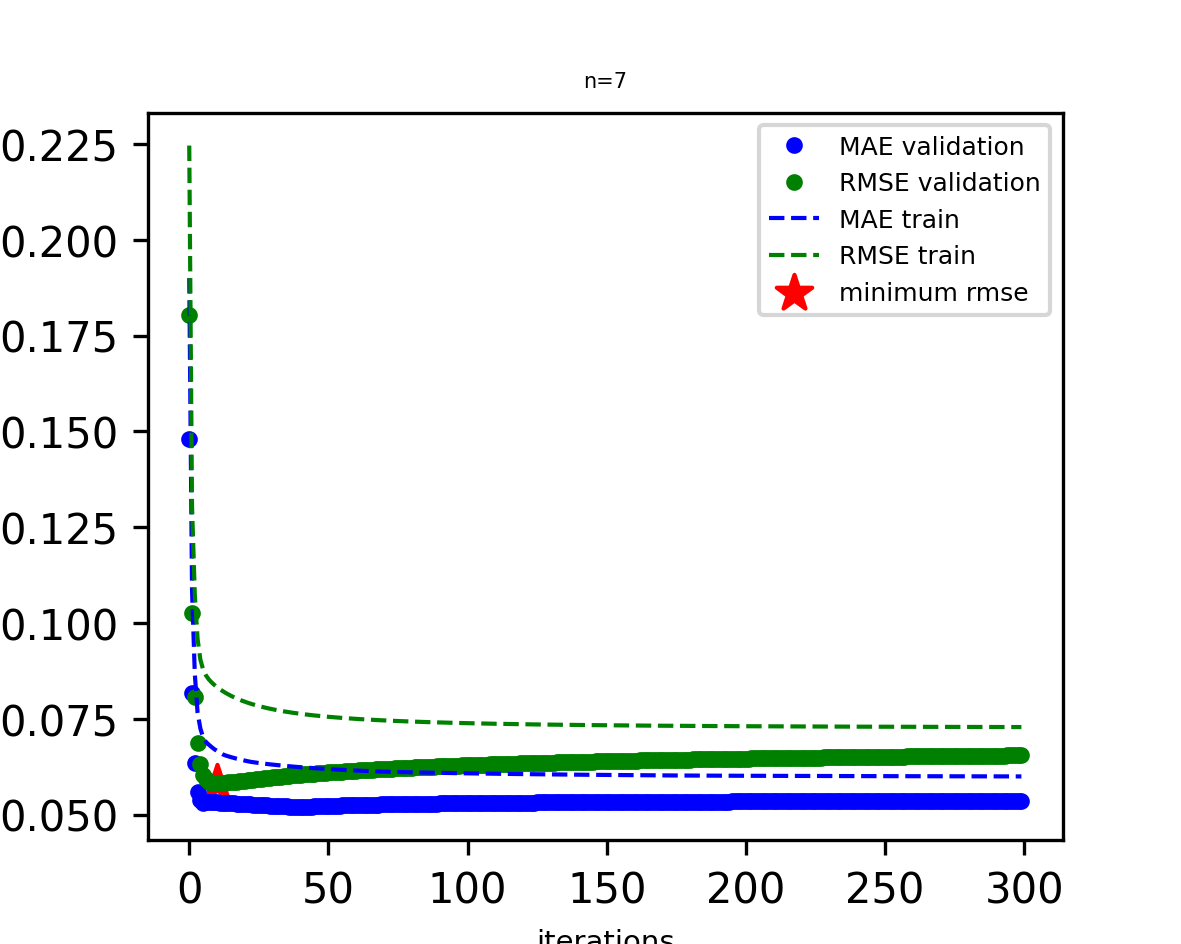 n=7
0.225
0.200
0.175
0.150
0.125
0.100
0.075
0.050
MAE validation
RMSE validation
MAE train
RMSE train
minimum rmse
0 50 100 150 200 250 300
iterations